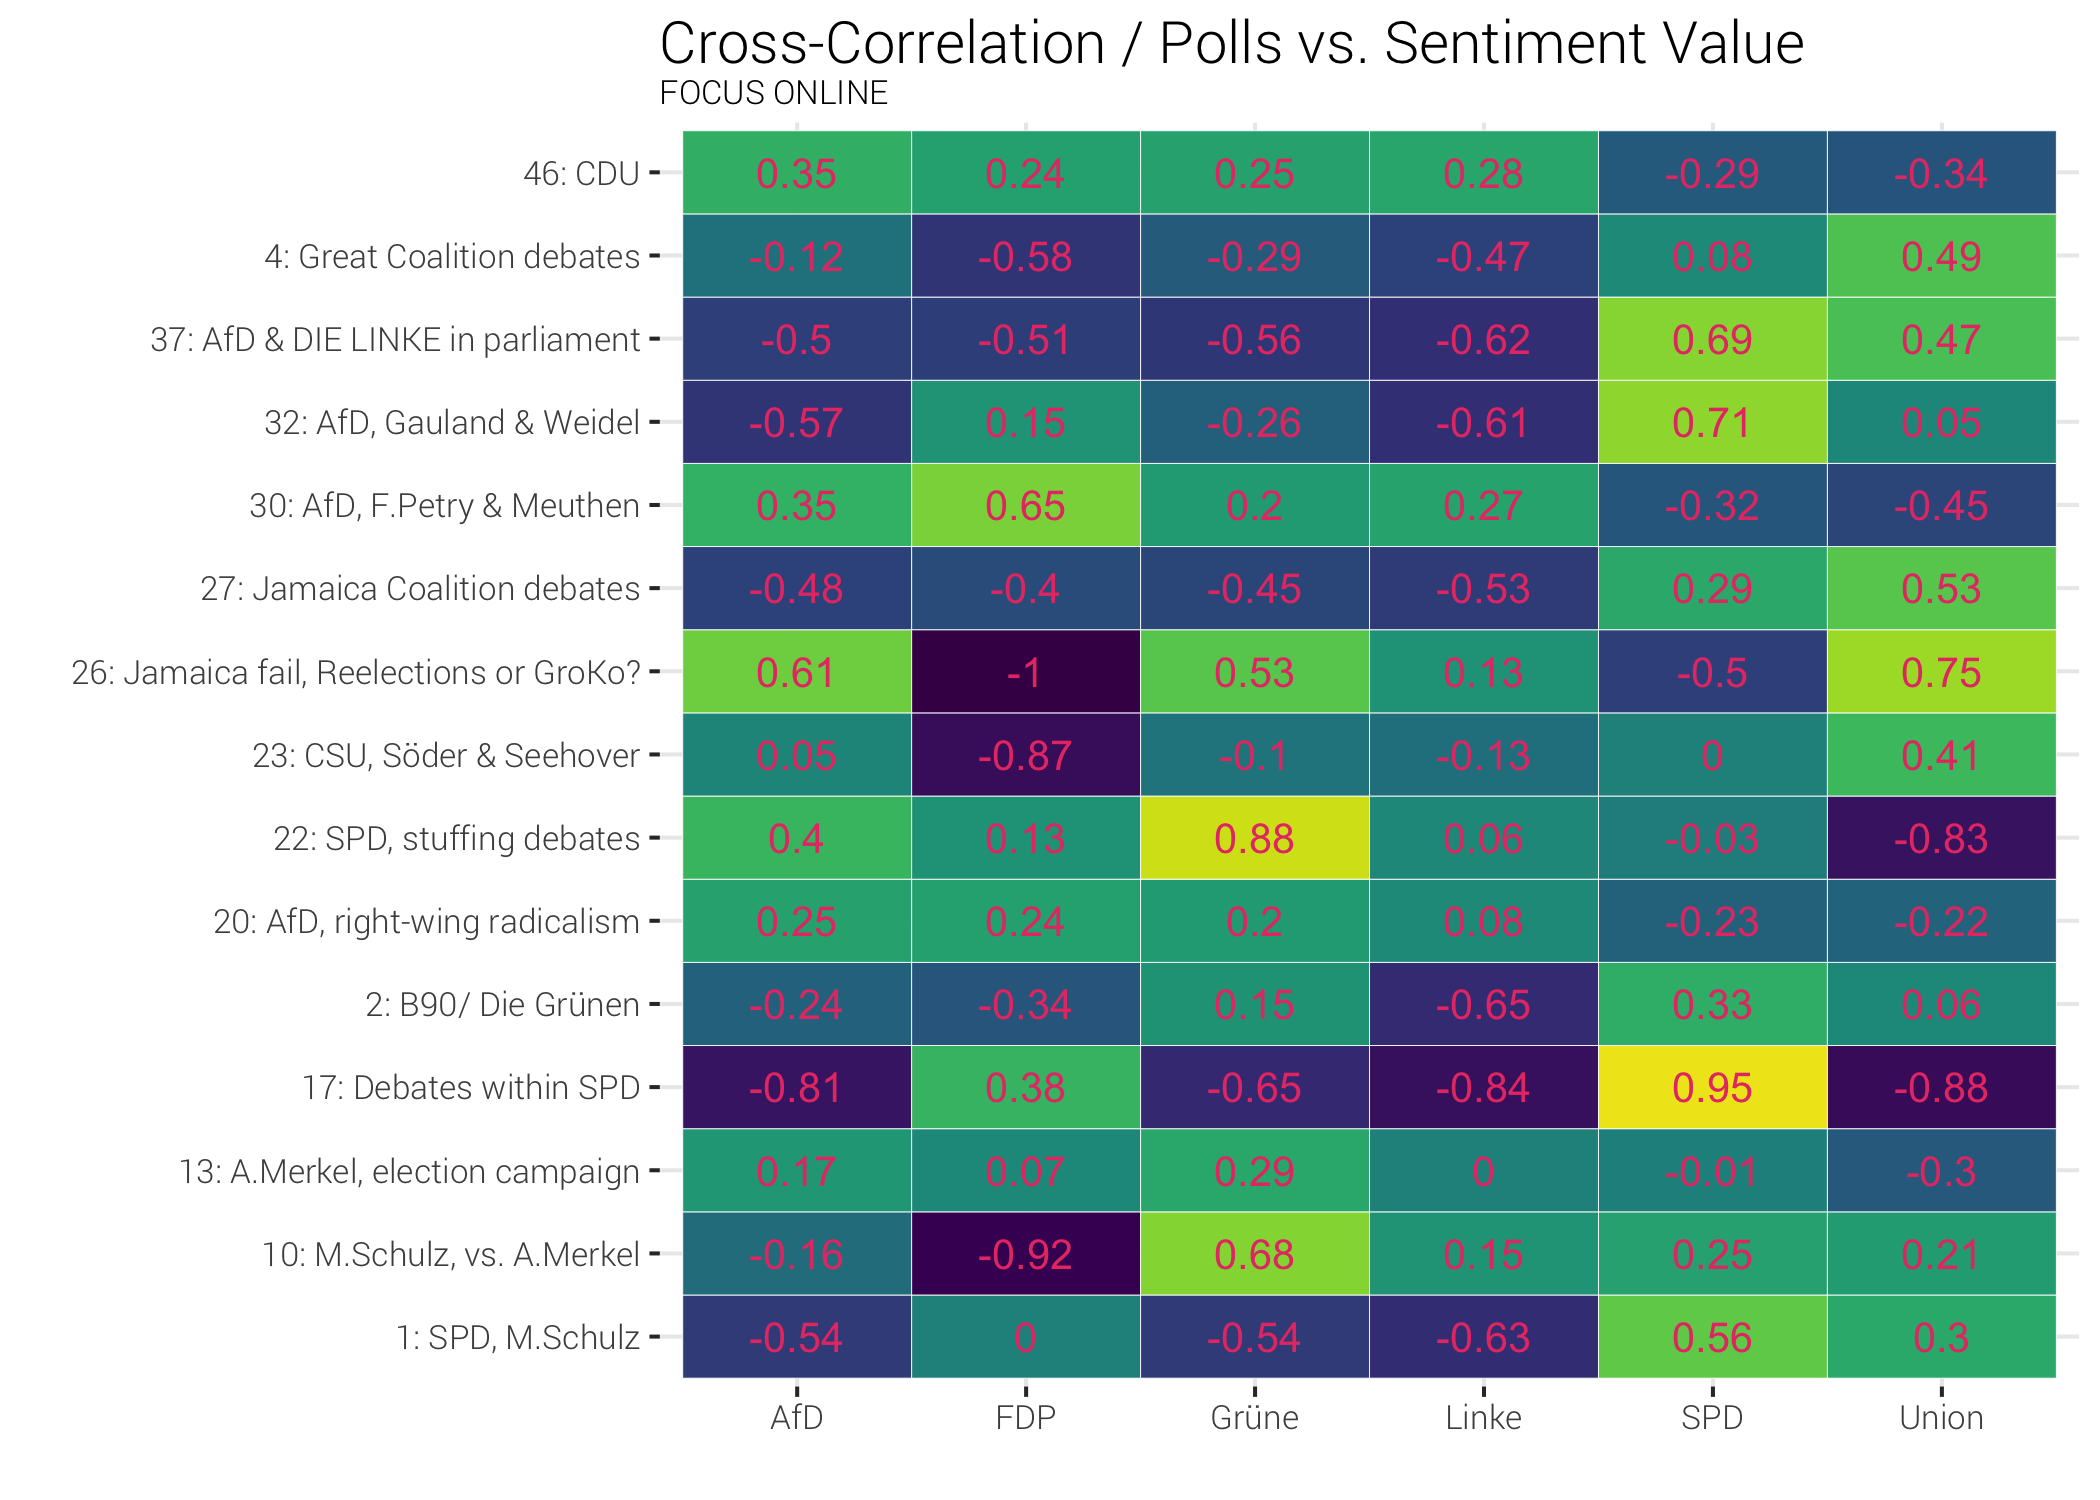 Cross-Correlation / Polls vs. Sentiment Value
FOCUS ONLINE
46: CDU 0.35 0.24 0.25 0.28 -0.29 -0.34
4: Great Coalition debates -0.12 -0.58 -0.29 -0.47 0.08 0.49
37: AfD & DIE LINKE in parliament -0.5 -0.51 -0.56 -0.62 0.69 0.47
32: AfD, Gauland & Weidel -0.57 0.15 -0.26 -0.61 0.71 0.05
30: AfD, F.Petry & Meuthen 0.35 0.65 0.2 0.27 -0.32 -0.45
27: Jamaica Coalition debates -0.48 -0.4 -0.45 -0.53 0.29 0.53
26: Jamaica fail, Reelections or GroKo? 0.61 -1 0.53 0.13 -0.5 0.75
23: CSU, Söder & Seehover 0.05 -0.87 -0.1 -0.13 0 0.41
22: SPD, stuffing debates 0.4 0.13 0.88 0.06 -0.03 -0.83
20: AfD, right-wing radicalism 0.25 0.24 0.2 0.08 -0.23 -0.22
2: B90/ Die Grünen -0.24 -0.34 0.15 -0.65 0.33 0.06
17: Debates within SPD -0.81 0.38 -0.65 -0.84 0.95 -0.88
13: A.Merkel, election campaign 0.17 0.07 0.29 0 -0.01 -0.3
10: M.Schulz, vs. A.Merkel -0.16 -0.92 0.68 0.15 0.25 0.21
1: SPD, M.Schulz -0.54 0 -0.54 -0.63 0.56 0.3
AfD FDP Grüne Linke SPD Union